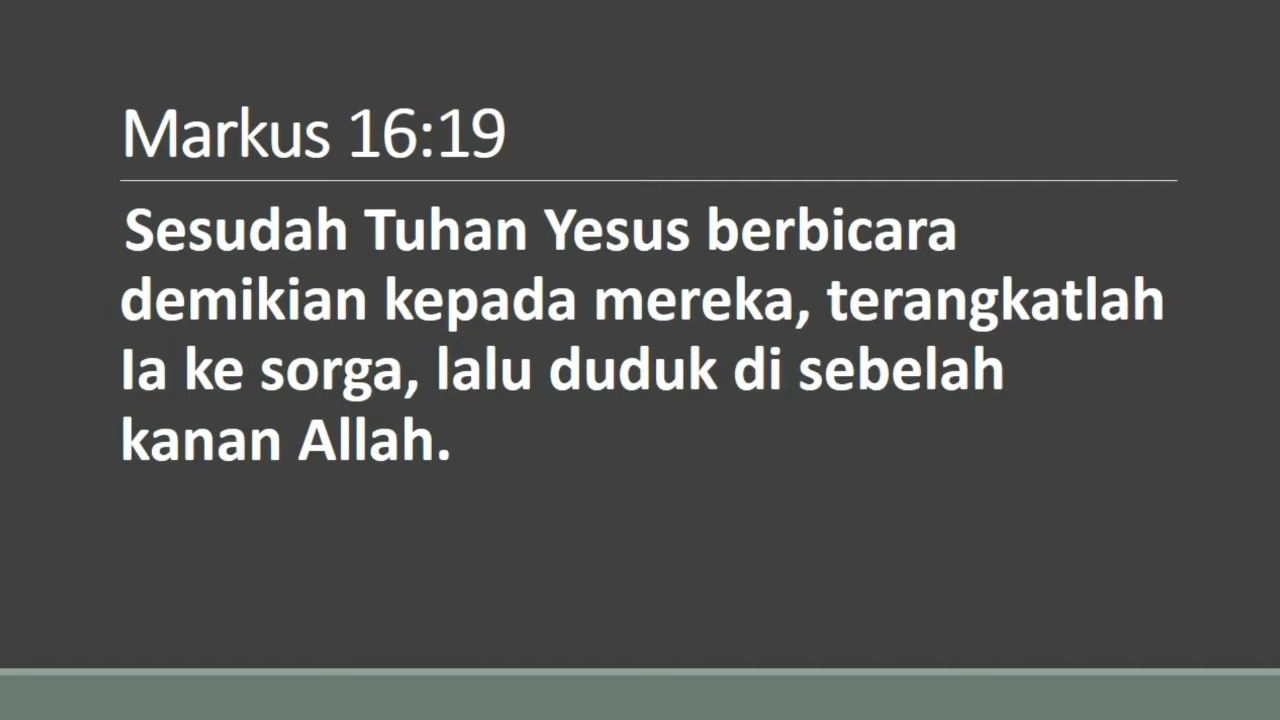 Markus 16:19
Sesudah Tuhan Yesus berbicara
demikian kepada mereka, terangkatlah
Ia ke sorga, lalu duduk di sebelah
kanan Allah.